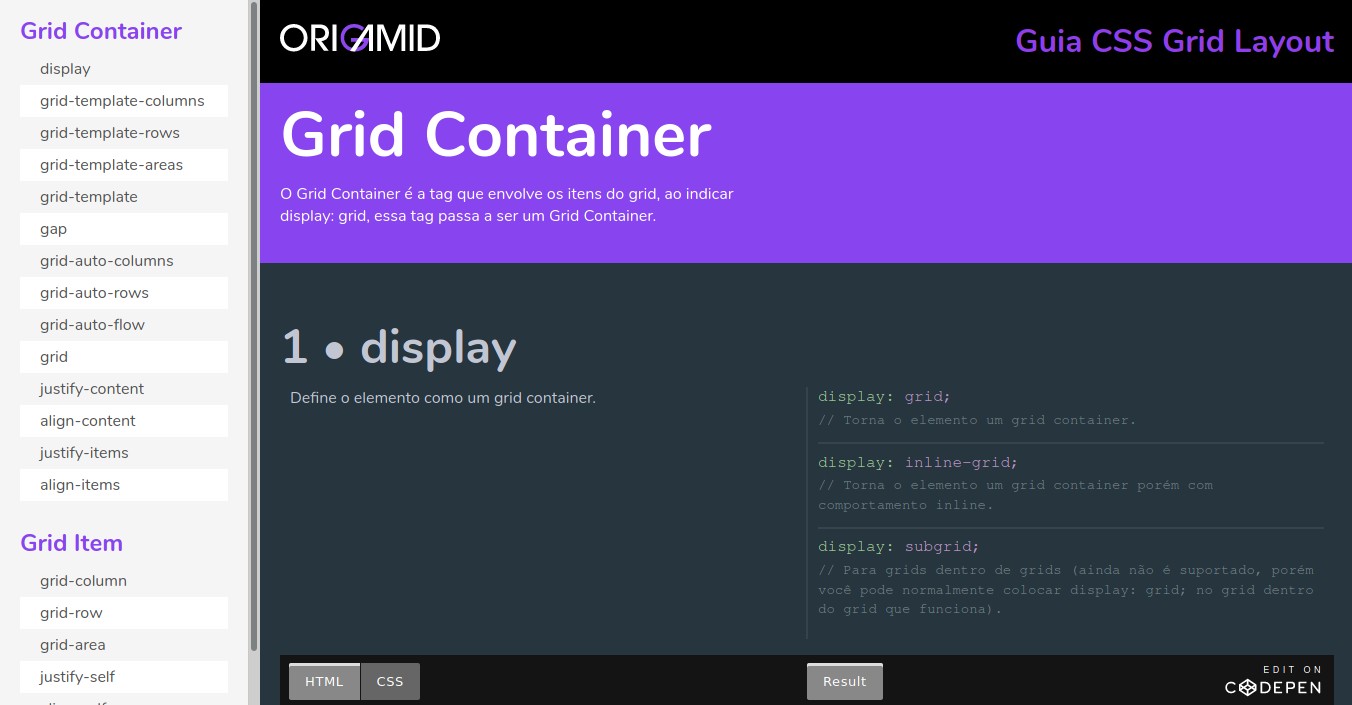 Grid Container
display
grid-template-columns
grid-template-rows
grid-template-areas
grid-template
gap
grid-auto-columns
grid-auto-rows
grid-auto-flow
grid
justify-content
align-content
justify-items
align-items
Grid Item
grid-column
grid-row
grid-area
justify-self
ORIGAMID
Guia CSS Grid Layout
Grid Container
O Grid Container é a tag que envolve os itens do grid, ao indicar
display: grid, essa tag passa a ser um Grid Container.
1 • display
Define o elemento como um grid container.
display: grid;
// Torna o elemento um grid container.
display: inline-grid;
// Torna o elemento um grid container porém com
comportamento inline.
display: subgrid;
// Para grids dentro de grids (ainda não é suportado, porém
você pode normalmente colocar display: grid; no grid dentro
do grid que funciona).
HTML
CSS
Result
EDIT ON
CODEPEN